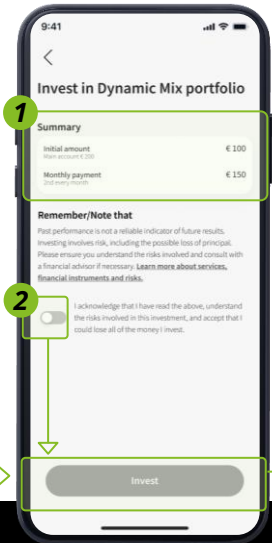 9:41
Invest in Dynamic Mix portfolio
1
Summary
Initial amount € 100
Main account € 200
Monthly payment € 150
2nd every month
Remember/Note that
Past performance is not a reliable indicator of future results.
Investing involves risk, including the possible loss of principal.
Please ensure you understand the risks involved and consult with
a financial advisor if necessary. Learn more about services,
financial instruments and risks.
2
I acknowledge that I have read the above, understand
the risks involved in this investment, and accept that I
could lose all of the money I invest.
Invest